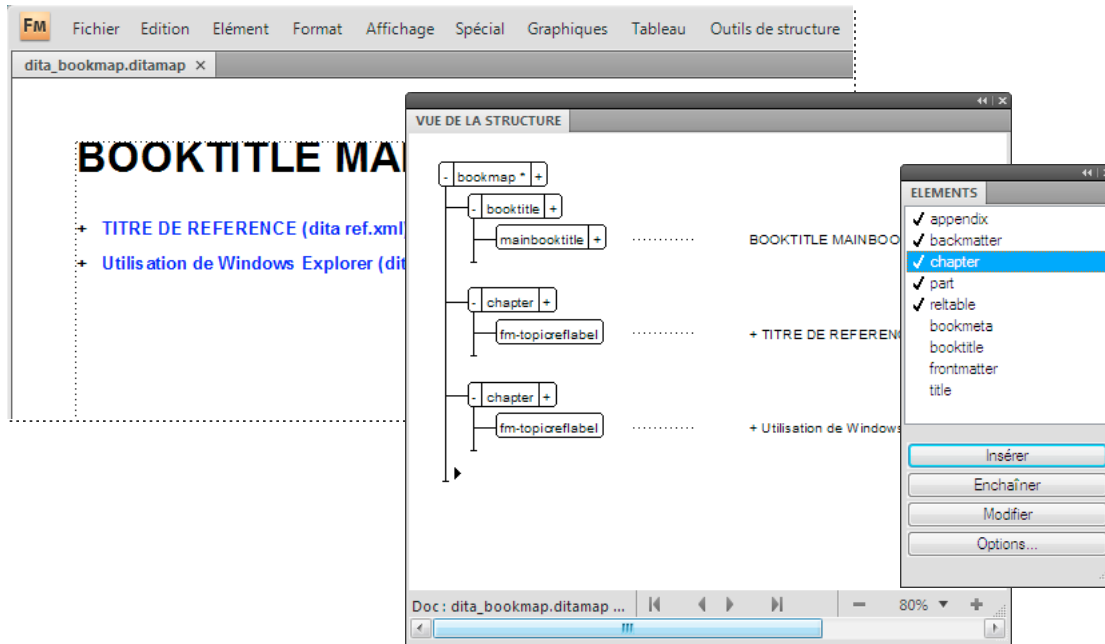 FM Fichier Edition Elément Format Affichage Spécial Graphiques Tableau Outils de structure
dita_bookmap.ditamap ×
BOOKTITLE MAI
+ TITRE DE REFERENCE (dita ref.xml)
+ Utilisation de Windows Explorer (dit
VUE DE LA STRUCTURE
- bookmap * +
- booktitle +
mainbooktitle + BOOKTITLE MAINBOO
- chapter +
fm-topicreflabel + TITRE DE REFEREN
- chapter +
fm-topicreflabel + Utilisation de Windows
Doc : dita_bookmap.ditamap ... 80%
ELEMENTS
✓ appendix
✓ backmatter
✓ chapter
✓ part
✓ reltable
bookmeta
booktitle
frontmatter
title
Insérer
Enchaîner
Modifier
Options...